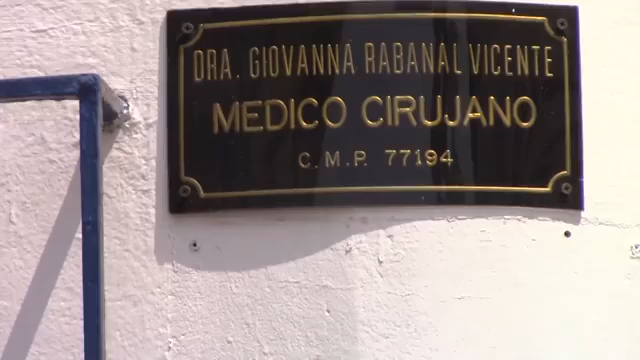 DRA. GIOVANNA RABANAL VICENTE
MEDICO CIRUJANO
C.M.P. 77194